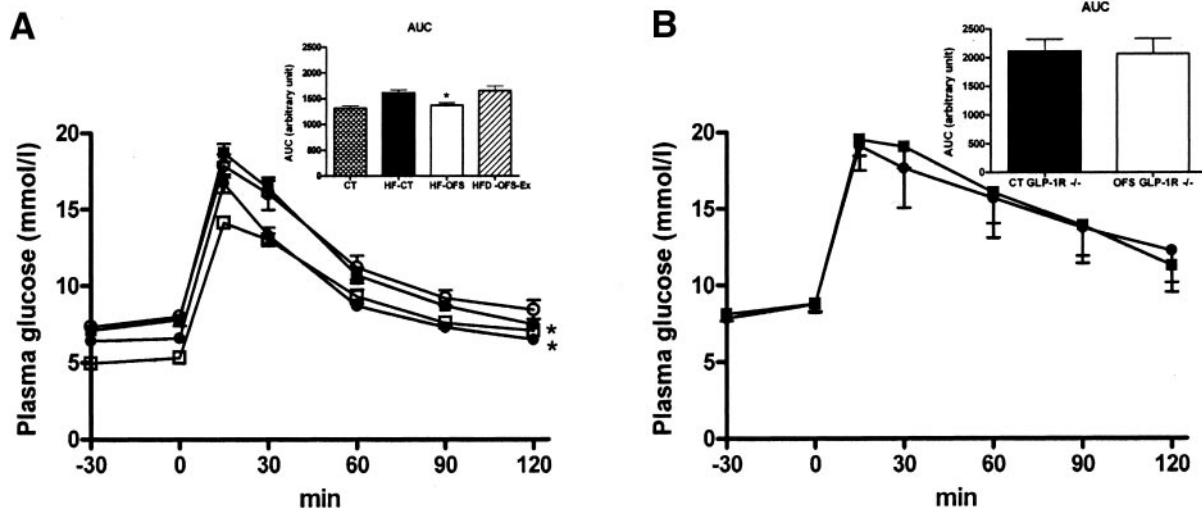 A
AUC
AUC (arbitrary unit)
2500
2000
1500
1000
500
0
CT HF-CT HF-OFS HFD -OFS-Ex
*
Plasma glucose (mmol/l)
20
15
10
5
0
*
*
-30 0 30 60 90 120
min
B
AUC
AUC (arbitrary unit)
2500
2000
1500
1000
500
0
CT GLP-1R -/- OFS GLP-1R -/-
Plasma glucose (mmol/l)
20
15
10
5
0
-30 0 30 60 90 120
min